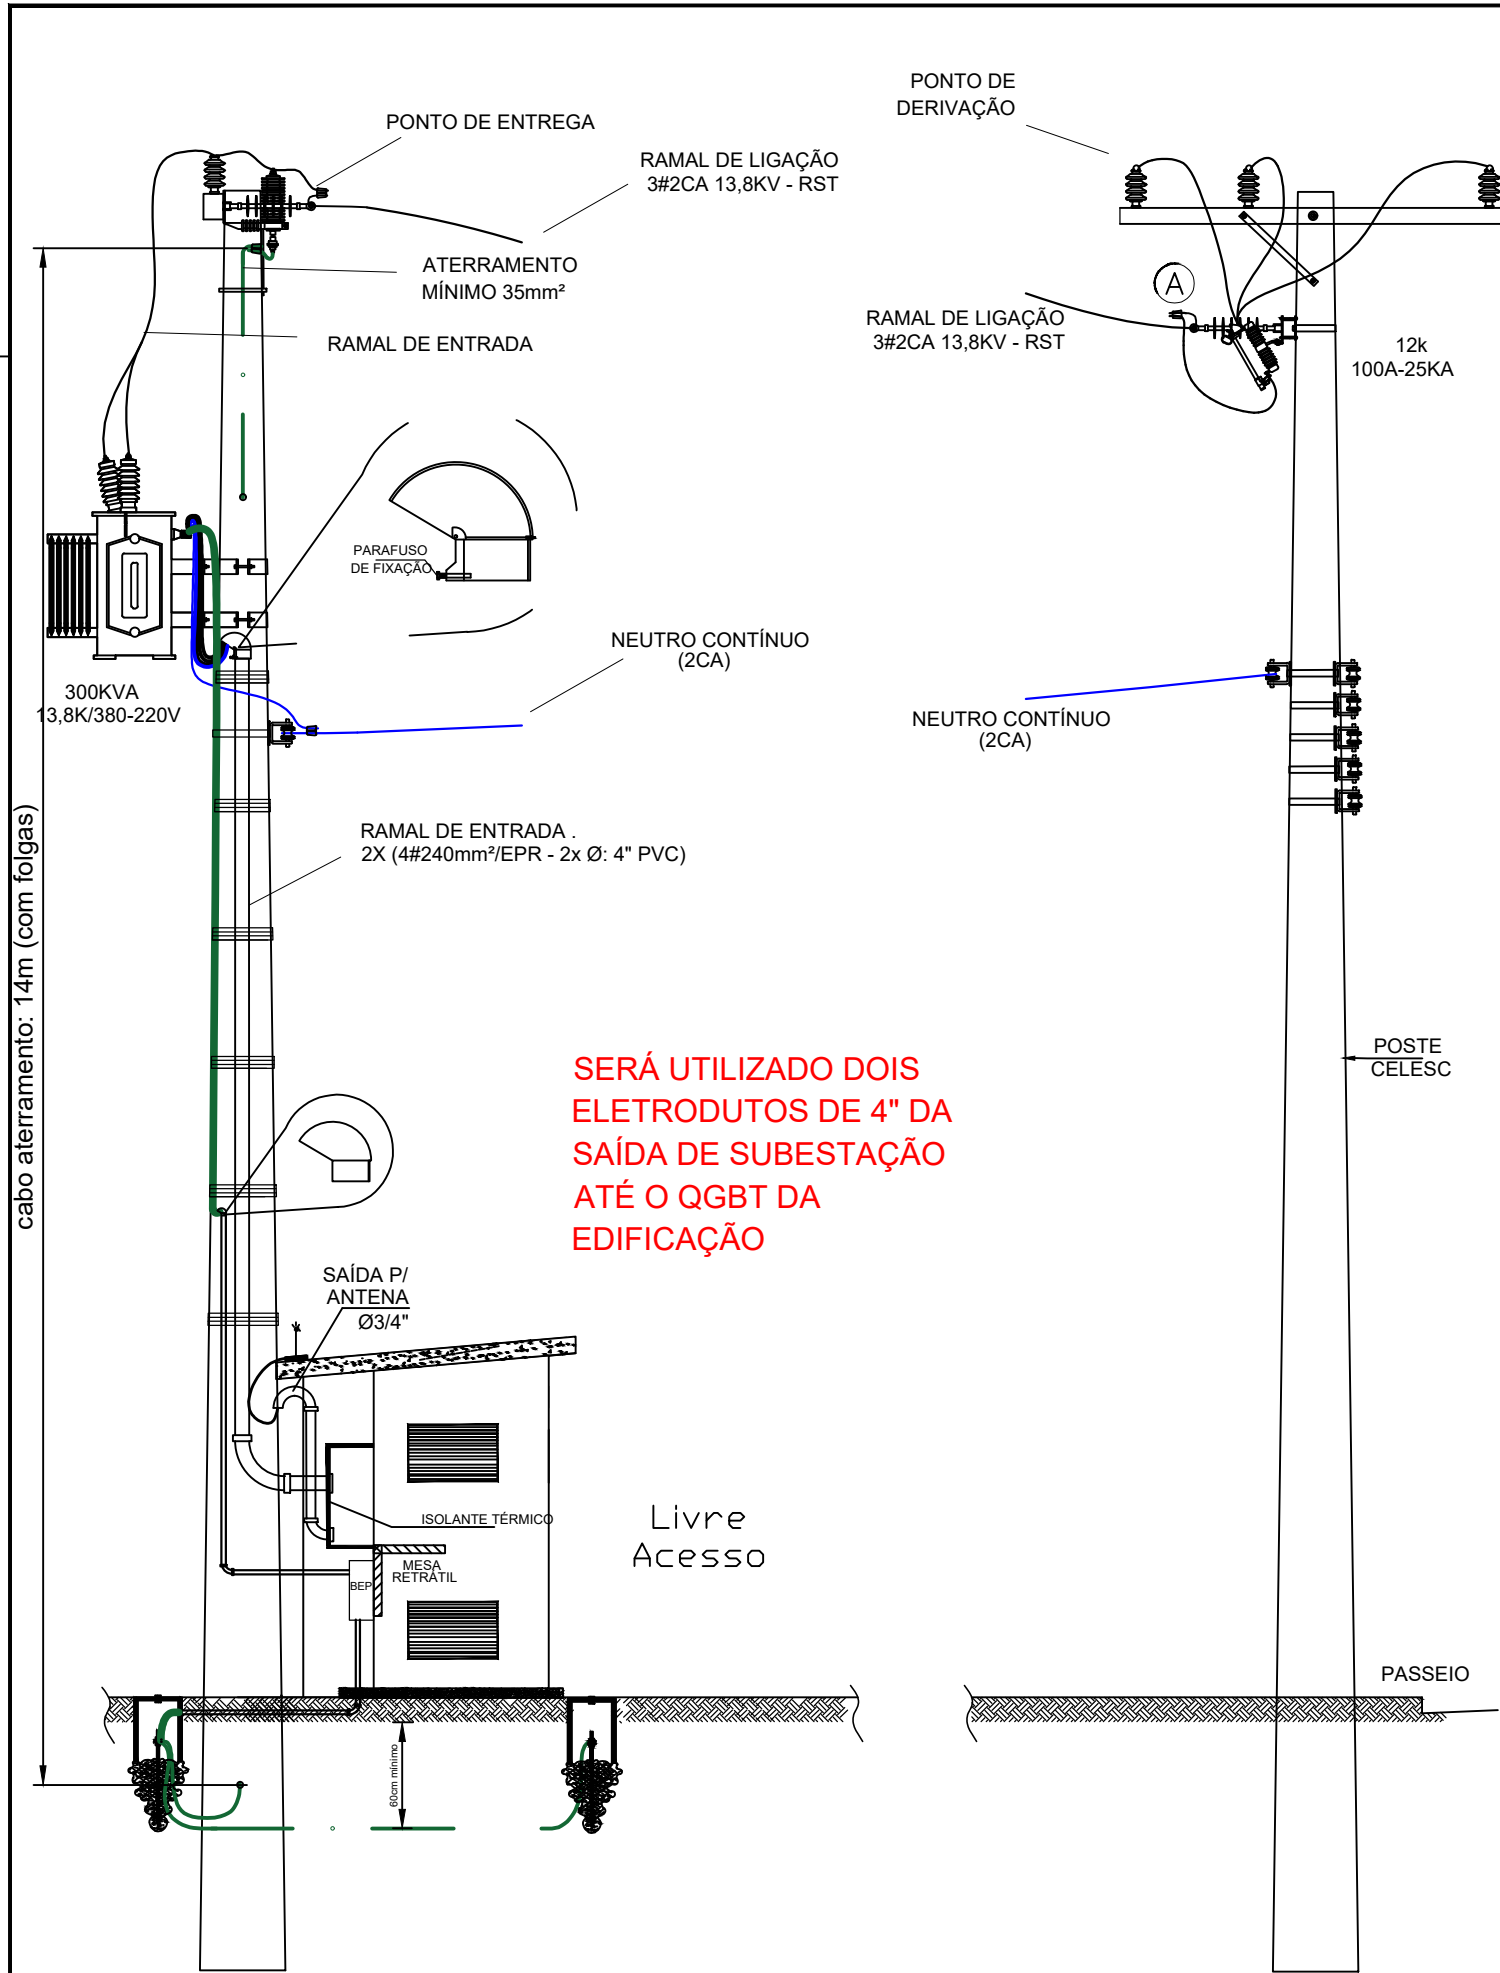 PONTO DE ENTREGA
RAMAL DE LIGAÇÃO
3#2CA 13,8KV - RST
PONTO DE
DERIVAÇÃO
ATERRAMENTO
MÍNIMO 35mm²
RAMAL DE ENTRADA
A
RAMAL DE LIGAÇÃO
3#2CA 13,8KV - RST
12k
100A-25KA
PARAFUSO
DE FIXAÇÃO
300KVA
13,8K/380-220V
NEUTRO CONTÍNUO
(2CA)
NEUTRO CONTÍNUO
(2CA)
cabo aterramento: 14m (com folgas)
RAMAL DE ENTRADA .
2X (4#240mm²/EPR - 2x Ø: 4" PVC)
SERÁ UTILIZADO DOIS
ELETRODUTOS DE 4" DA
SAÍDA DE SUBESTAÇÃO
ATÉ O QGBT DA
EDIFICAÇÃO
POSTE
CELESC
SAÍDA P/
ANTENA
Ø3/4"
ISOLANTE TÉRMICO
MESA
RETRÁTIL
BEP
Livre
Acesso
PASSEIO
60cm mínimo